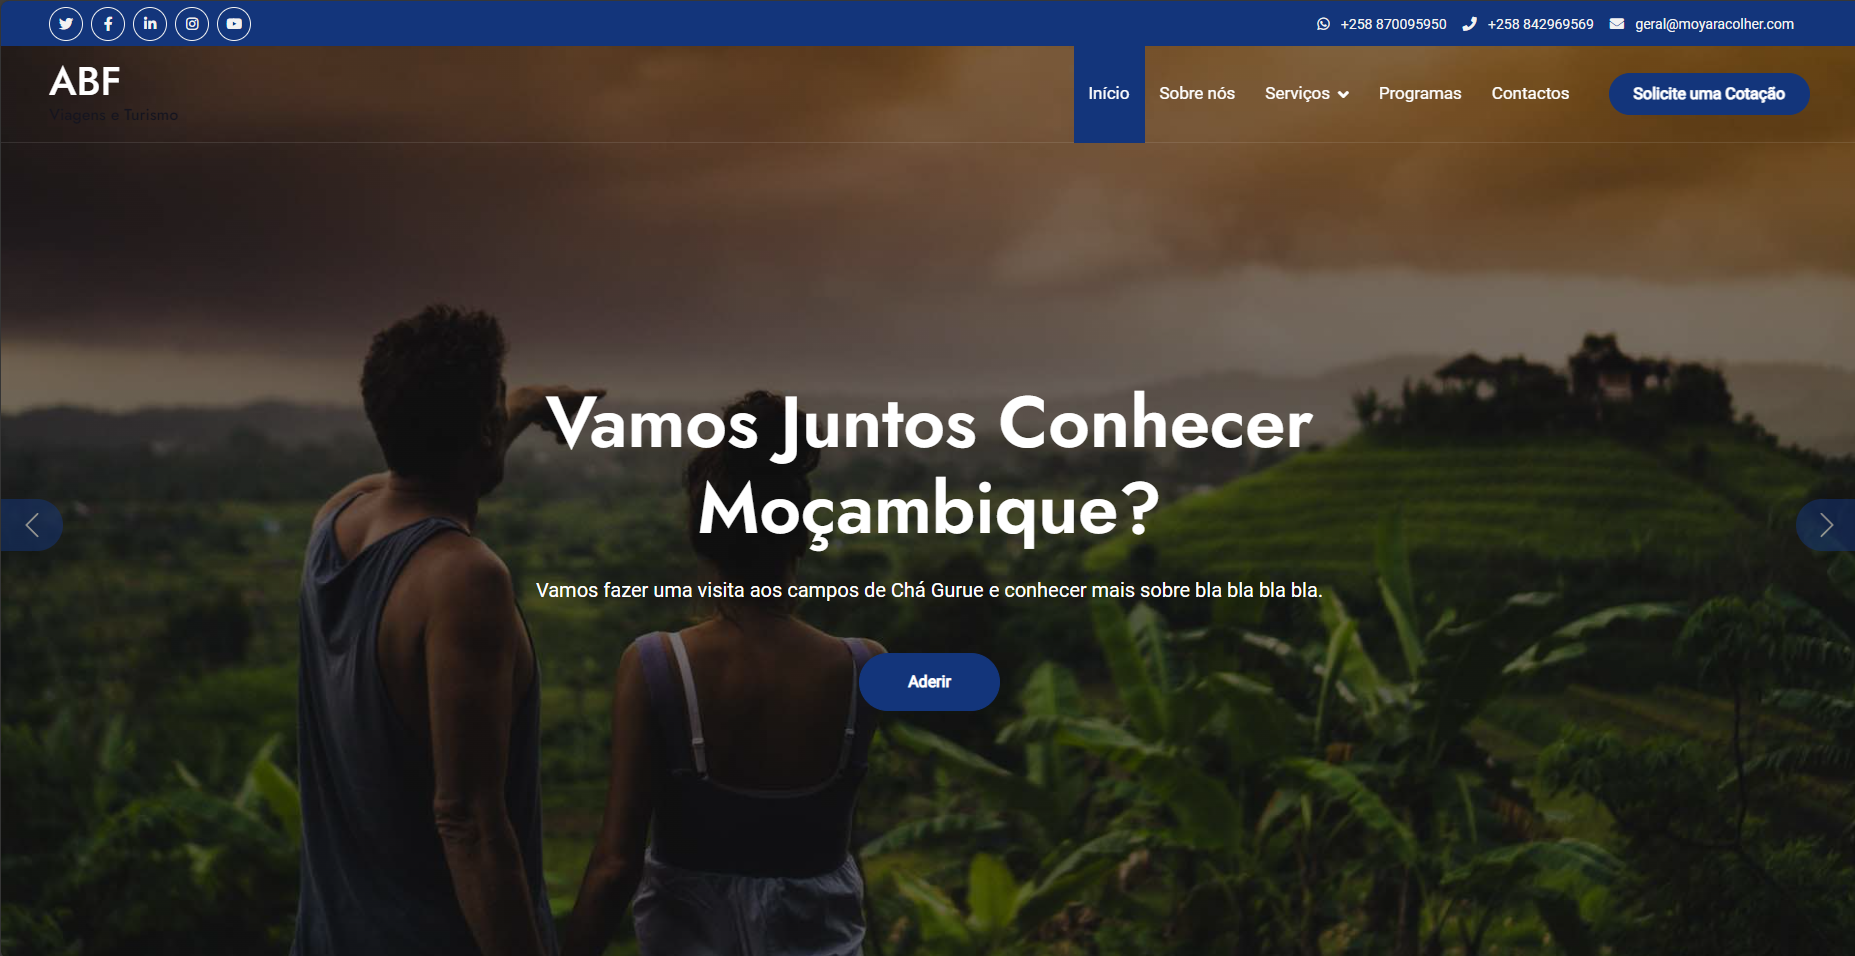 +258 870095950 +258 842969569 geral@moyaracolher.com
ABF
Viagens e Turismo
Início Sobre nós Serviços Programas Contactos Solicite uma Cotação
Vamos Juntos Conhecer
Moçambique?
Vamos fazer uma visita aos campos de Chá Gurue e conhecer mais sobre bla bla bla bla.
Aderir